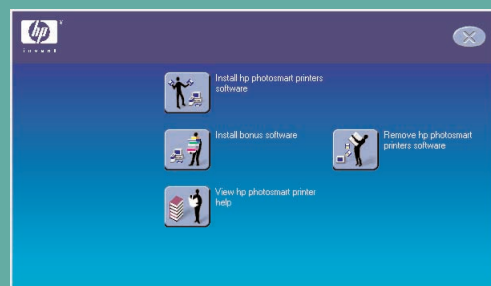 hp
invent
Install hp photosmart printers
software
Install bonus software
Remove hp photosmart
printers software
View hp photosmart printer
help